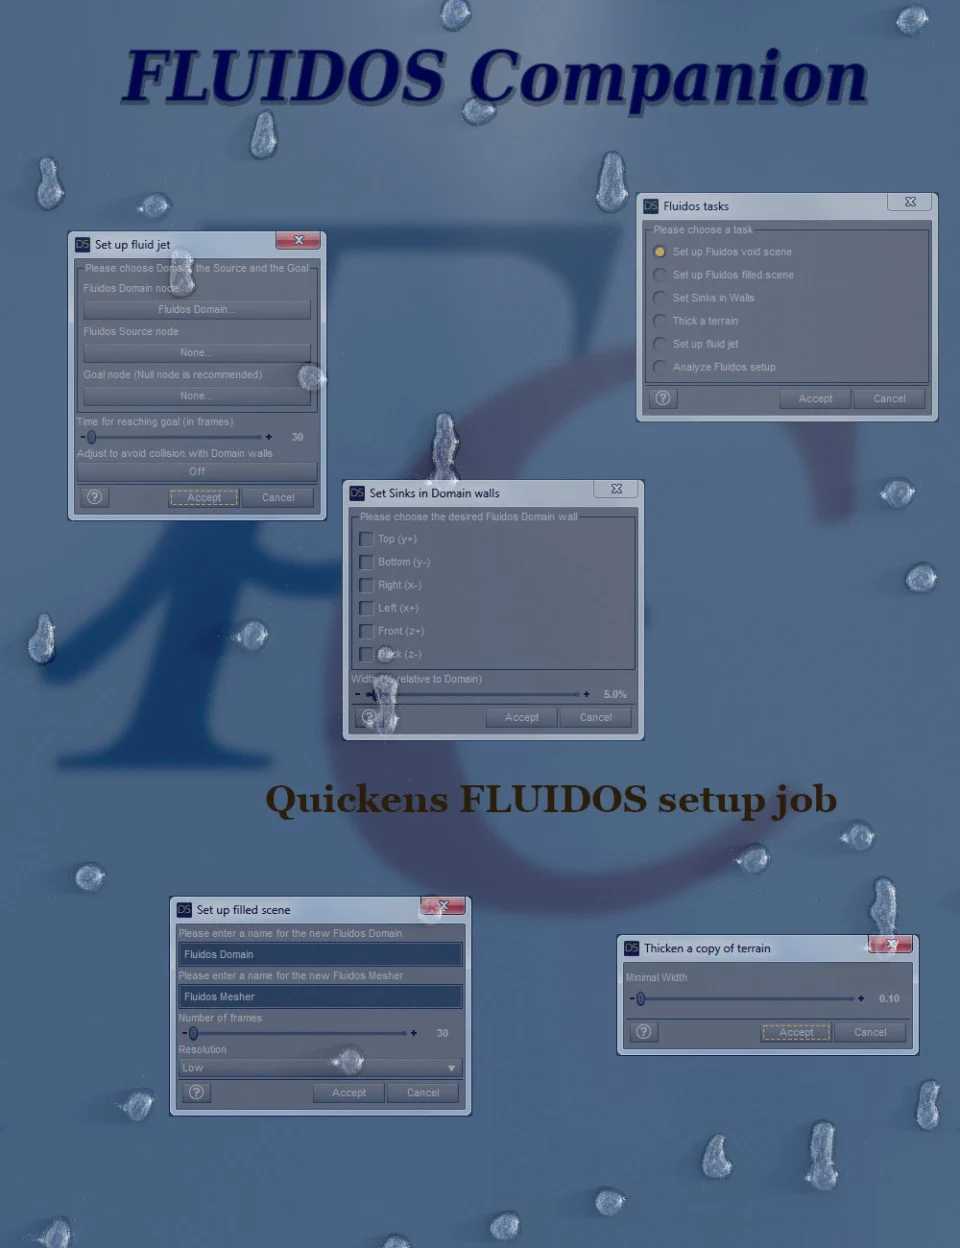 FLUIDOS Companion
Set up fluid jet
Please choose Domain, the Source and the Goal
Fluidos Domain node
Fluidos Domain...
Fluidos Source node
None...
Goal node (Null node is recommended)
None...
Time for reaching goal (in frames)
- + 30
Adjust to avoid collision with Domain walls
Off
? Accept Cancel
DS Fluidos tasks
Please choose a task
Set up Fluidos void scene
Set up Fluidos filled scene
Set Sinks in Walls
Thick a terrain
Set up fluid jet
Analyze Fluidos setup
? Accept Cancel
DS Set Sinks in Domain walls
Please choose the desired Fluidos Domain wall
Top (y+)
Bottom (y-)
Right (x-)
Left (x+)
Front (z+)
Back (z-)
Width (% relative to Domain)
- + 5.0%
? Accept Cancel
FC
Quickens FLUIDOS setup job
DS Set up filled scene
Please enter a name for the new Fluidos Domain
Fluidos Domain
Please enter a name for the new Fluidos Mesher
Fluidos Mesher
Number of frames
- + 30
Resolution
Low
? Accept Cancel
DS Thicken a copy of terrain
Minimal Width
- + 0.10
? Accept Cancel